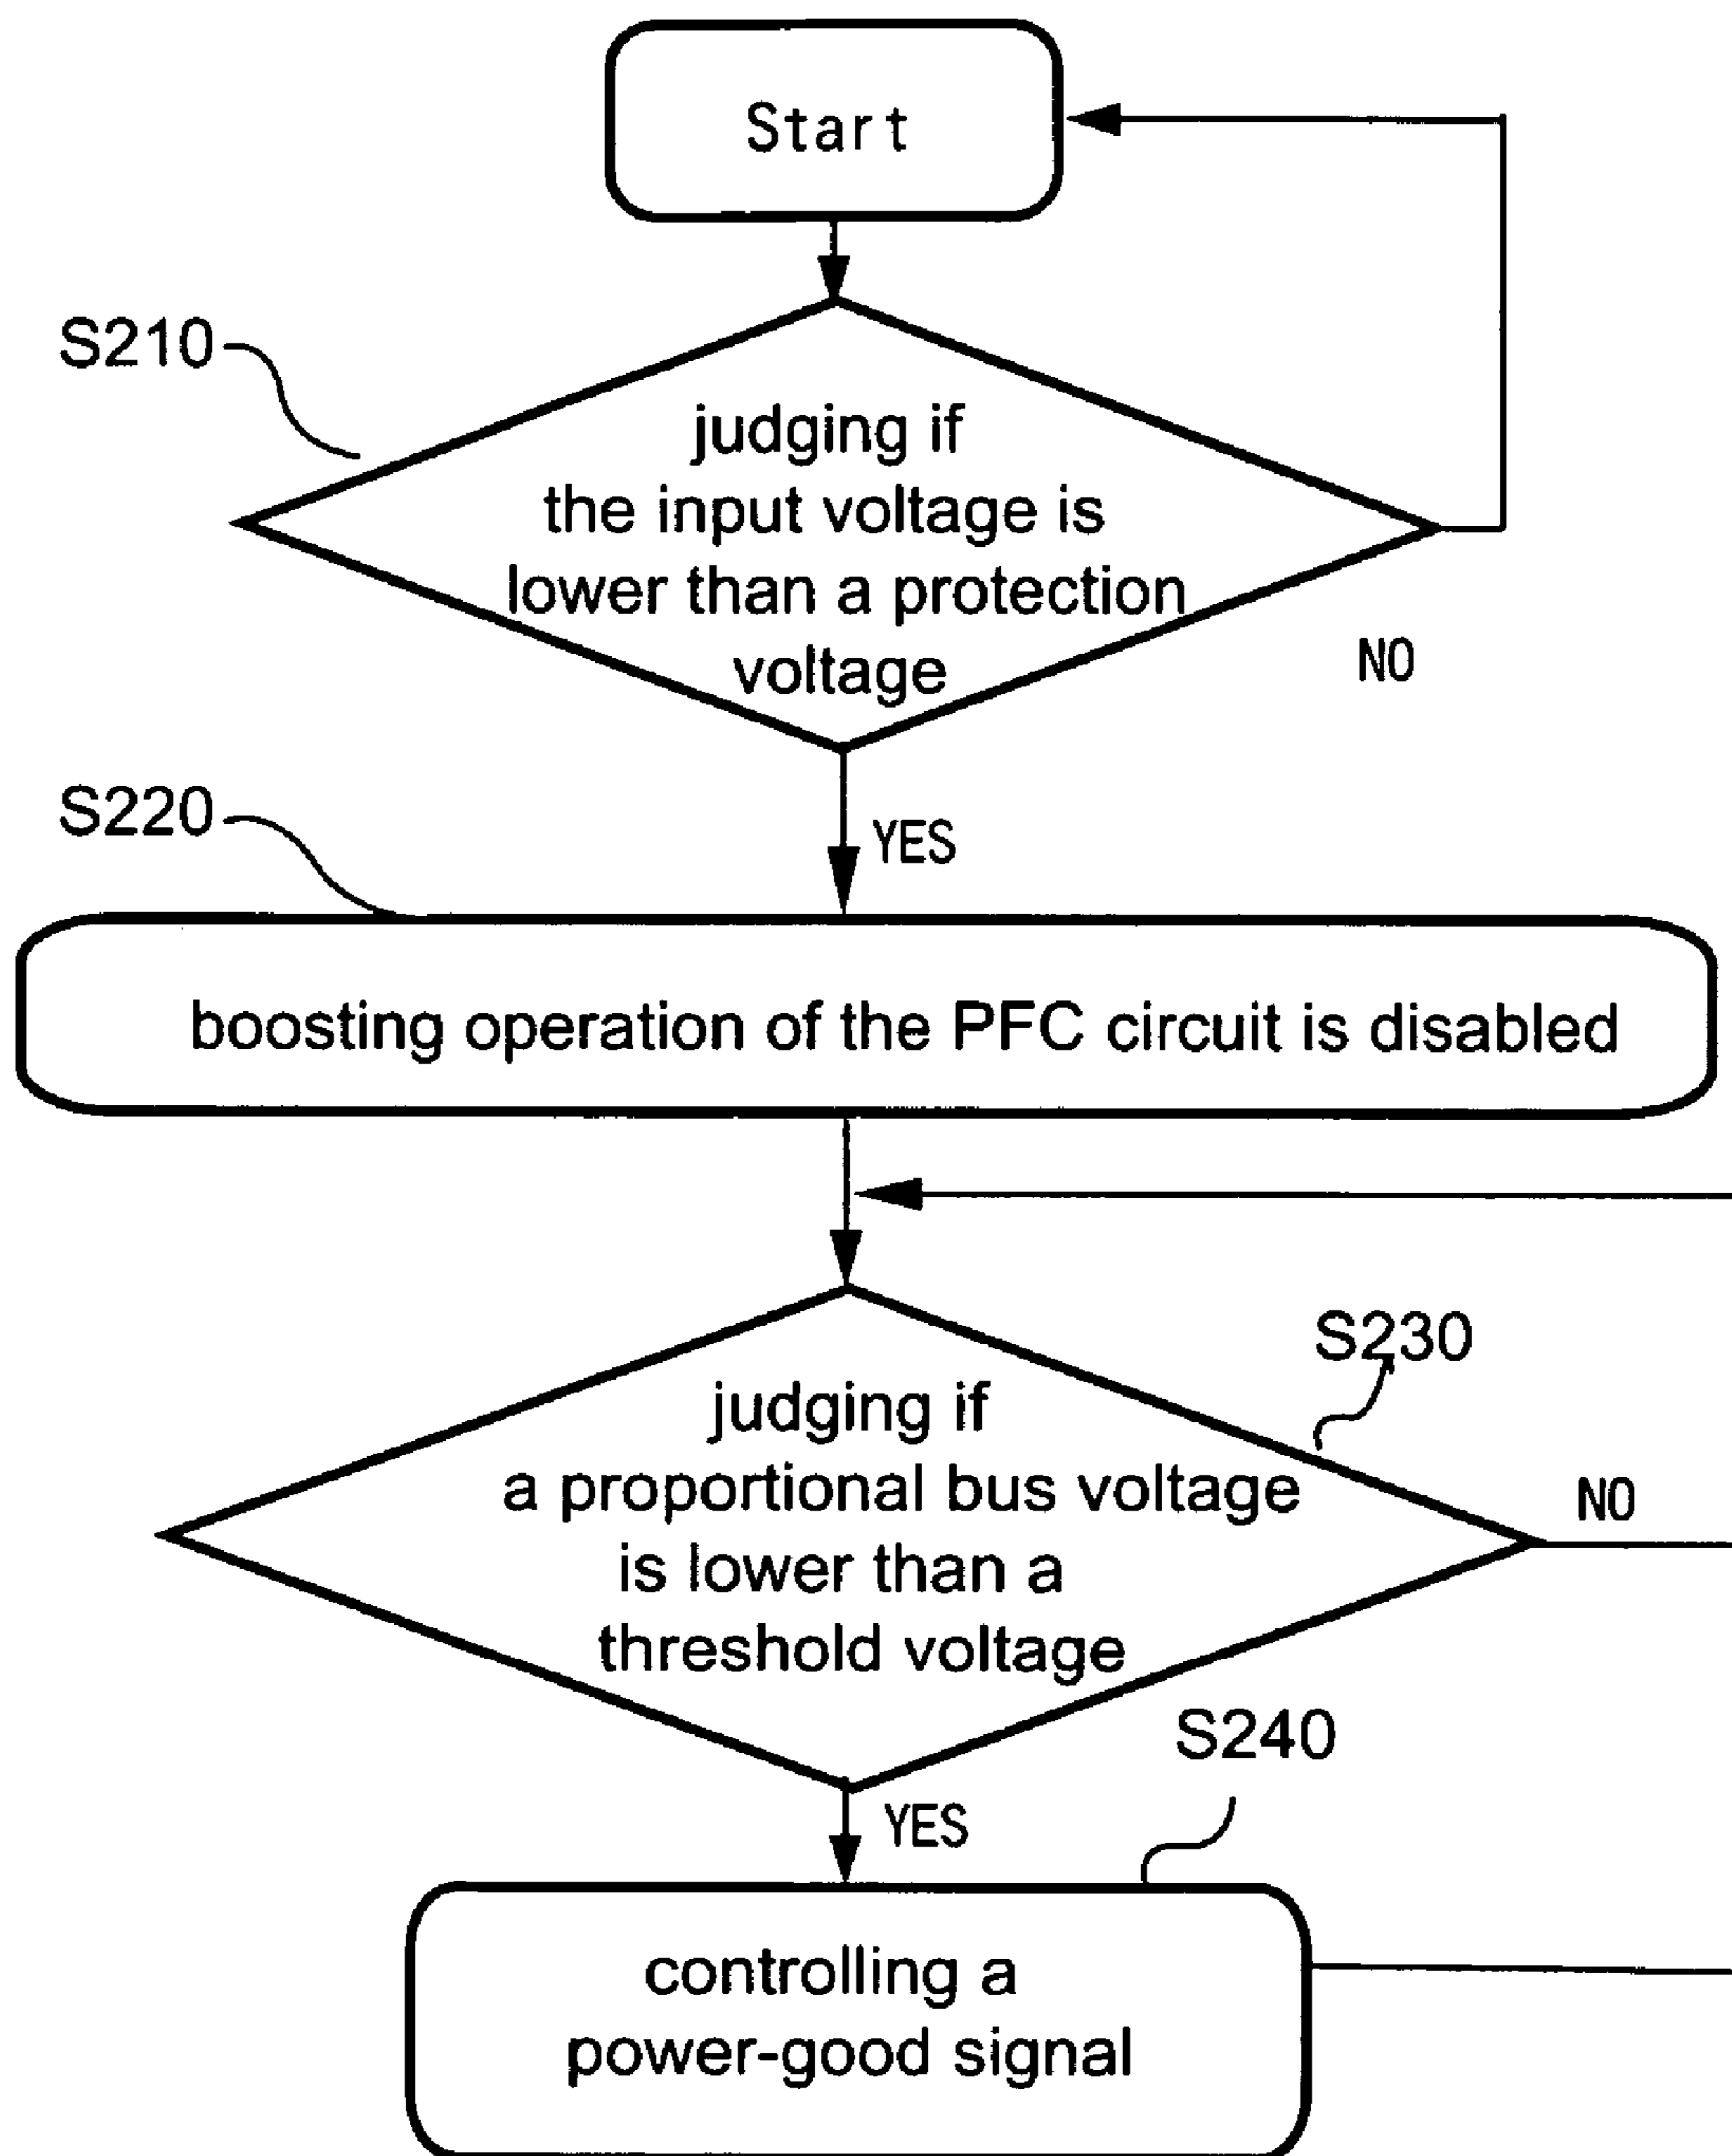 Start
S210
judging if
the input voltage is
lower than a protection
voltage
NO
S220
YES
boosting operation of the PFC circuit is disabled
S230
judging if
a proportional bus voltage
is lower than a
threshold voltage
NO
S240
YES
controlling a
power-good signal